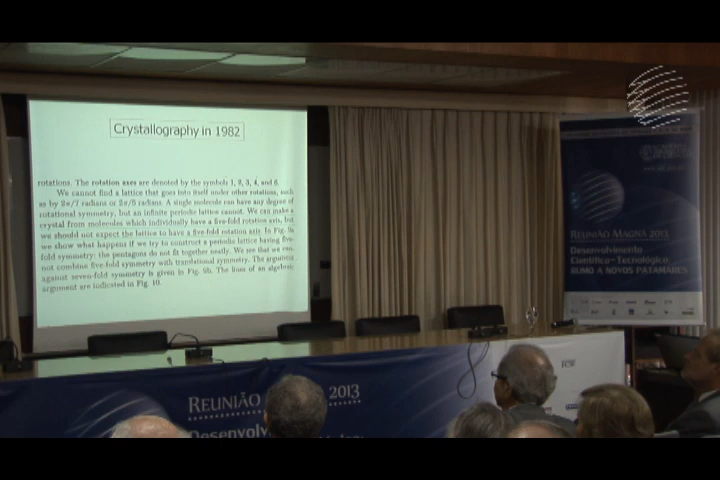 Crystallography in 1982
rotations. The rotation axes are denoted by the symbols 1, 2, 3, 4, and 6.
We cannot find a lattice that goes into itself under other rotations, such
as by 2π/7 radians or 2π/5 radians. A single molecule can have any degree of
rotational symmetry, but an infinite periodic lattice cannot. We can make a
crystal from molecules which individually have a five-fold rotation axis, but
we should not expect the lattice to have a five-fold rotation axis. In Fig. 9a
we show what happens if we try to construct a periodic lattice having five-
fold symmetry: the pentagons do not fit together neatly. We see that we can-
not combine five-fold symmetry with translational symmetry. The argument
against seven-fold symmetry is given in Fig. 9b. The lines of an algebraic
argument are indicated in Fig. 10.
REUNIÃO MAGNA 2013
Desenvolvimento
Científico-Tecnológico
RUMO A NOVOS PATAMARES
REUNIÃO 2013
Desenvolv